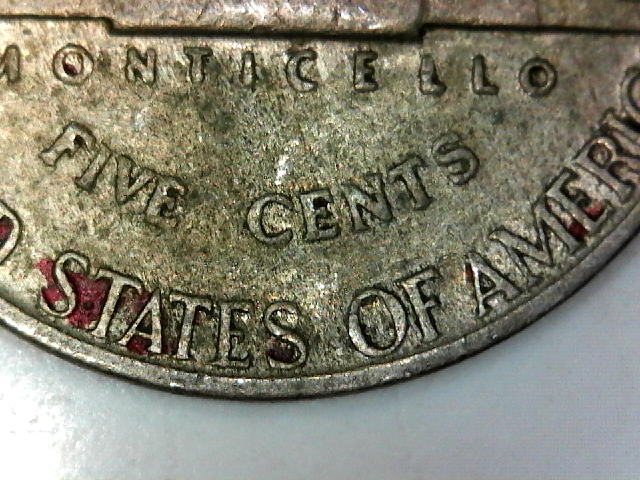 MONTICELLO
FIVE CENTS
D STATES OF AMERIC